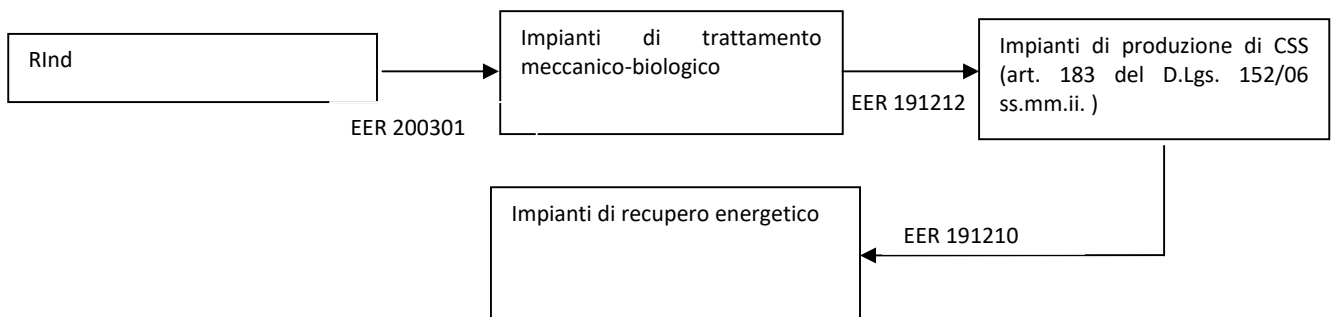 RInd
EER 200301
Impianti di trattamento
meccanico-biologico
EER 191212
Impianti di produzione di CSS
(art. 183 del D.Lgs. 152/06
ss.mm.ii. )
EER 191210
Impianti di recupero energetico